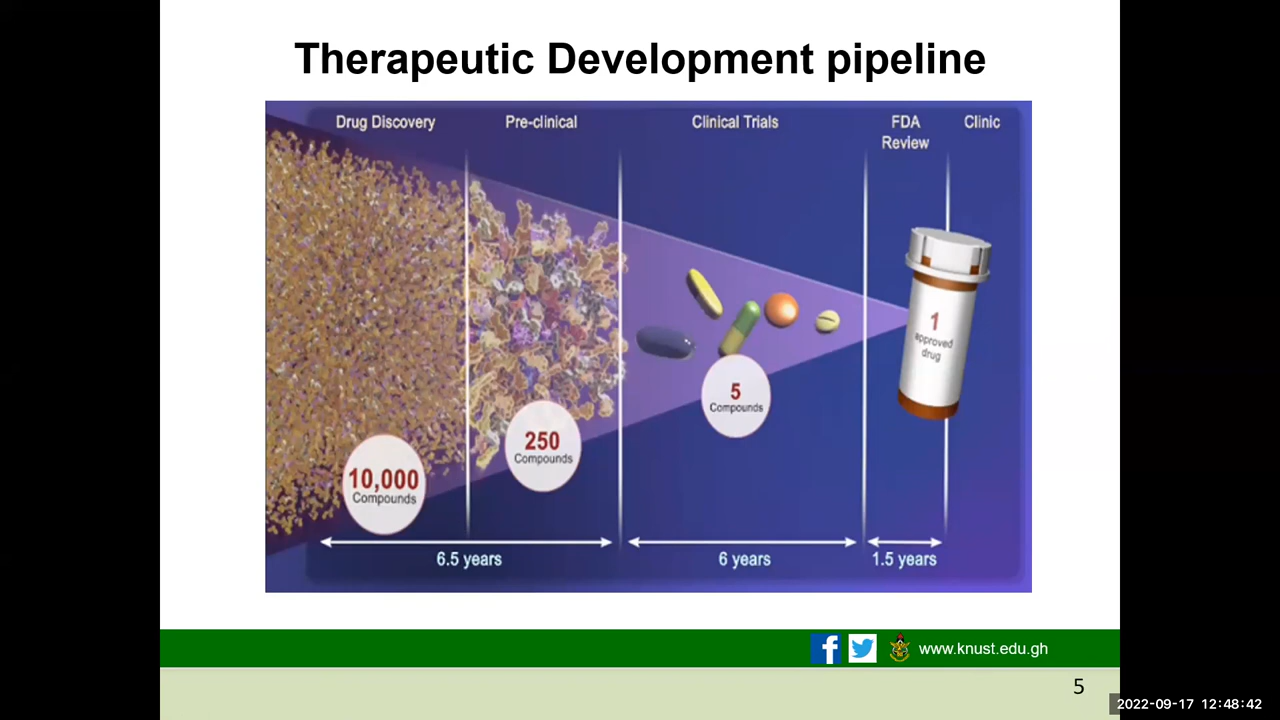 Therapeutic Development pipeline
Drug Discovery
Pre-clinical
Clinical Trials
FDA
Review
Clinic
10,000
Compounds
250
Compounds
5
Compounds
1
approved
drug
6.5 years
6 years
1.5 years
www.knust.edu.gh
5
2022-09-17 12:48:42